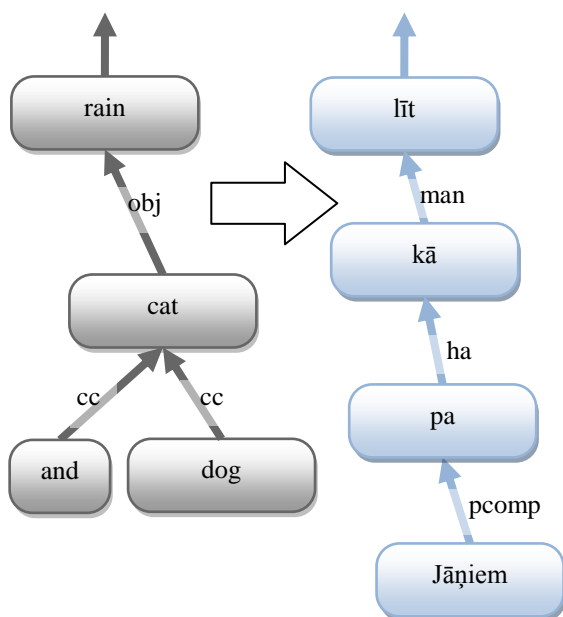 rain
obj
cat
cc
cc
and
dog
līt
man
kā
ha
pa
pcomp
Jāņiem